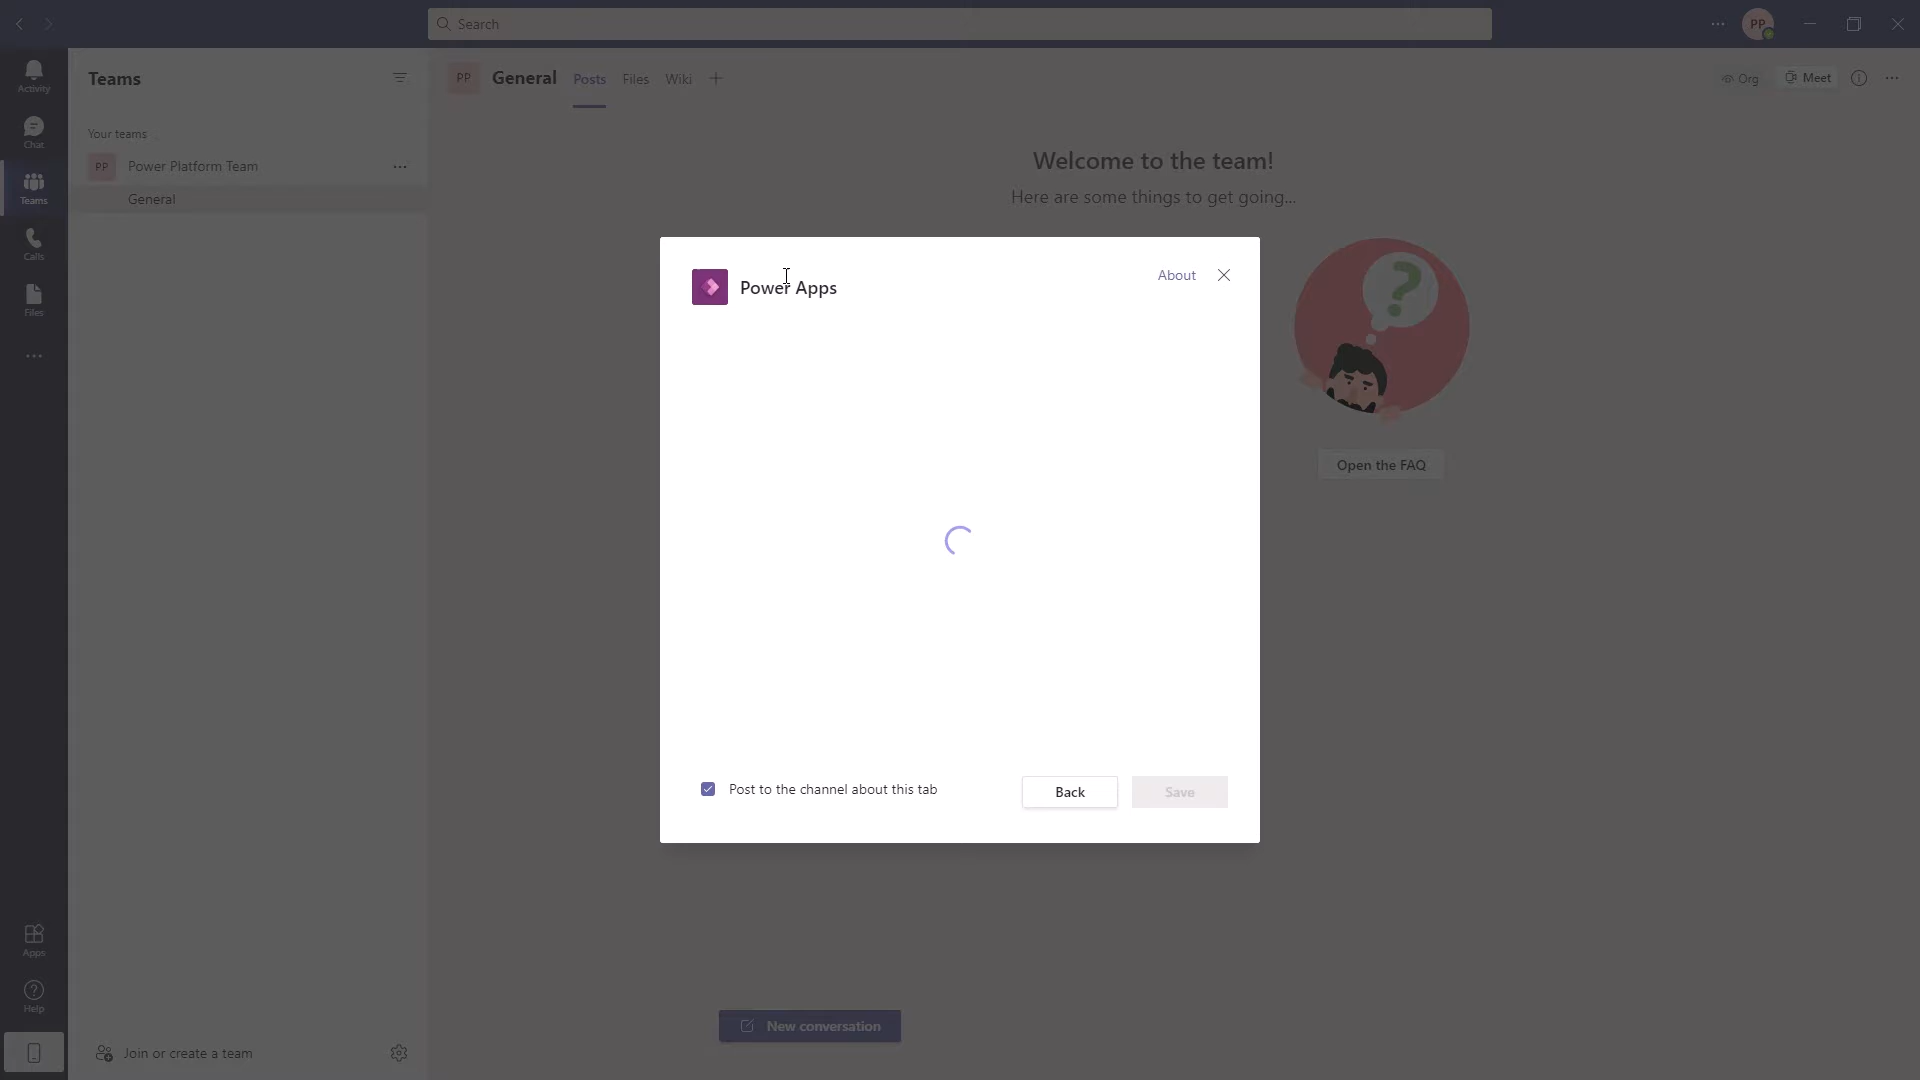 Search
PP
Activity
Chat
Teams
Calls
Files
Apps
Help
Teams
Your teams
PP Power Platform Team
General
Join or create a team
PP General Posts Files Wiki
Org Meet
Welcome to the team!
Here are some things to get going...
?
Open the FAQ
New conversation
Power Apps
About
Post to the channel about this tab
Back
Save